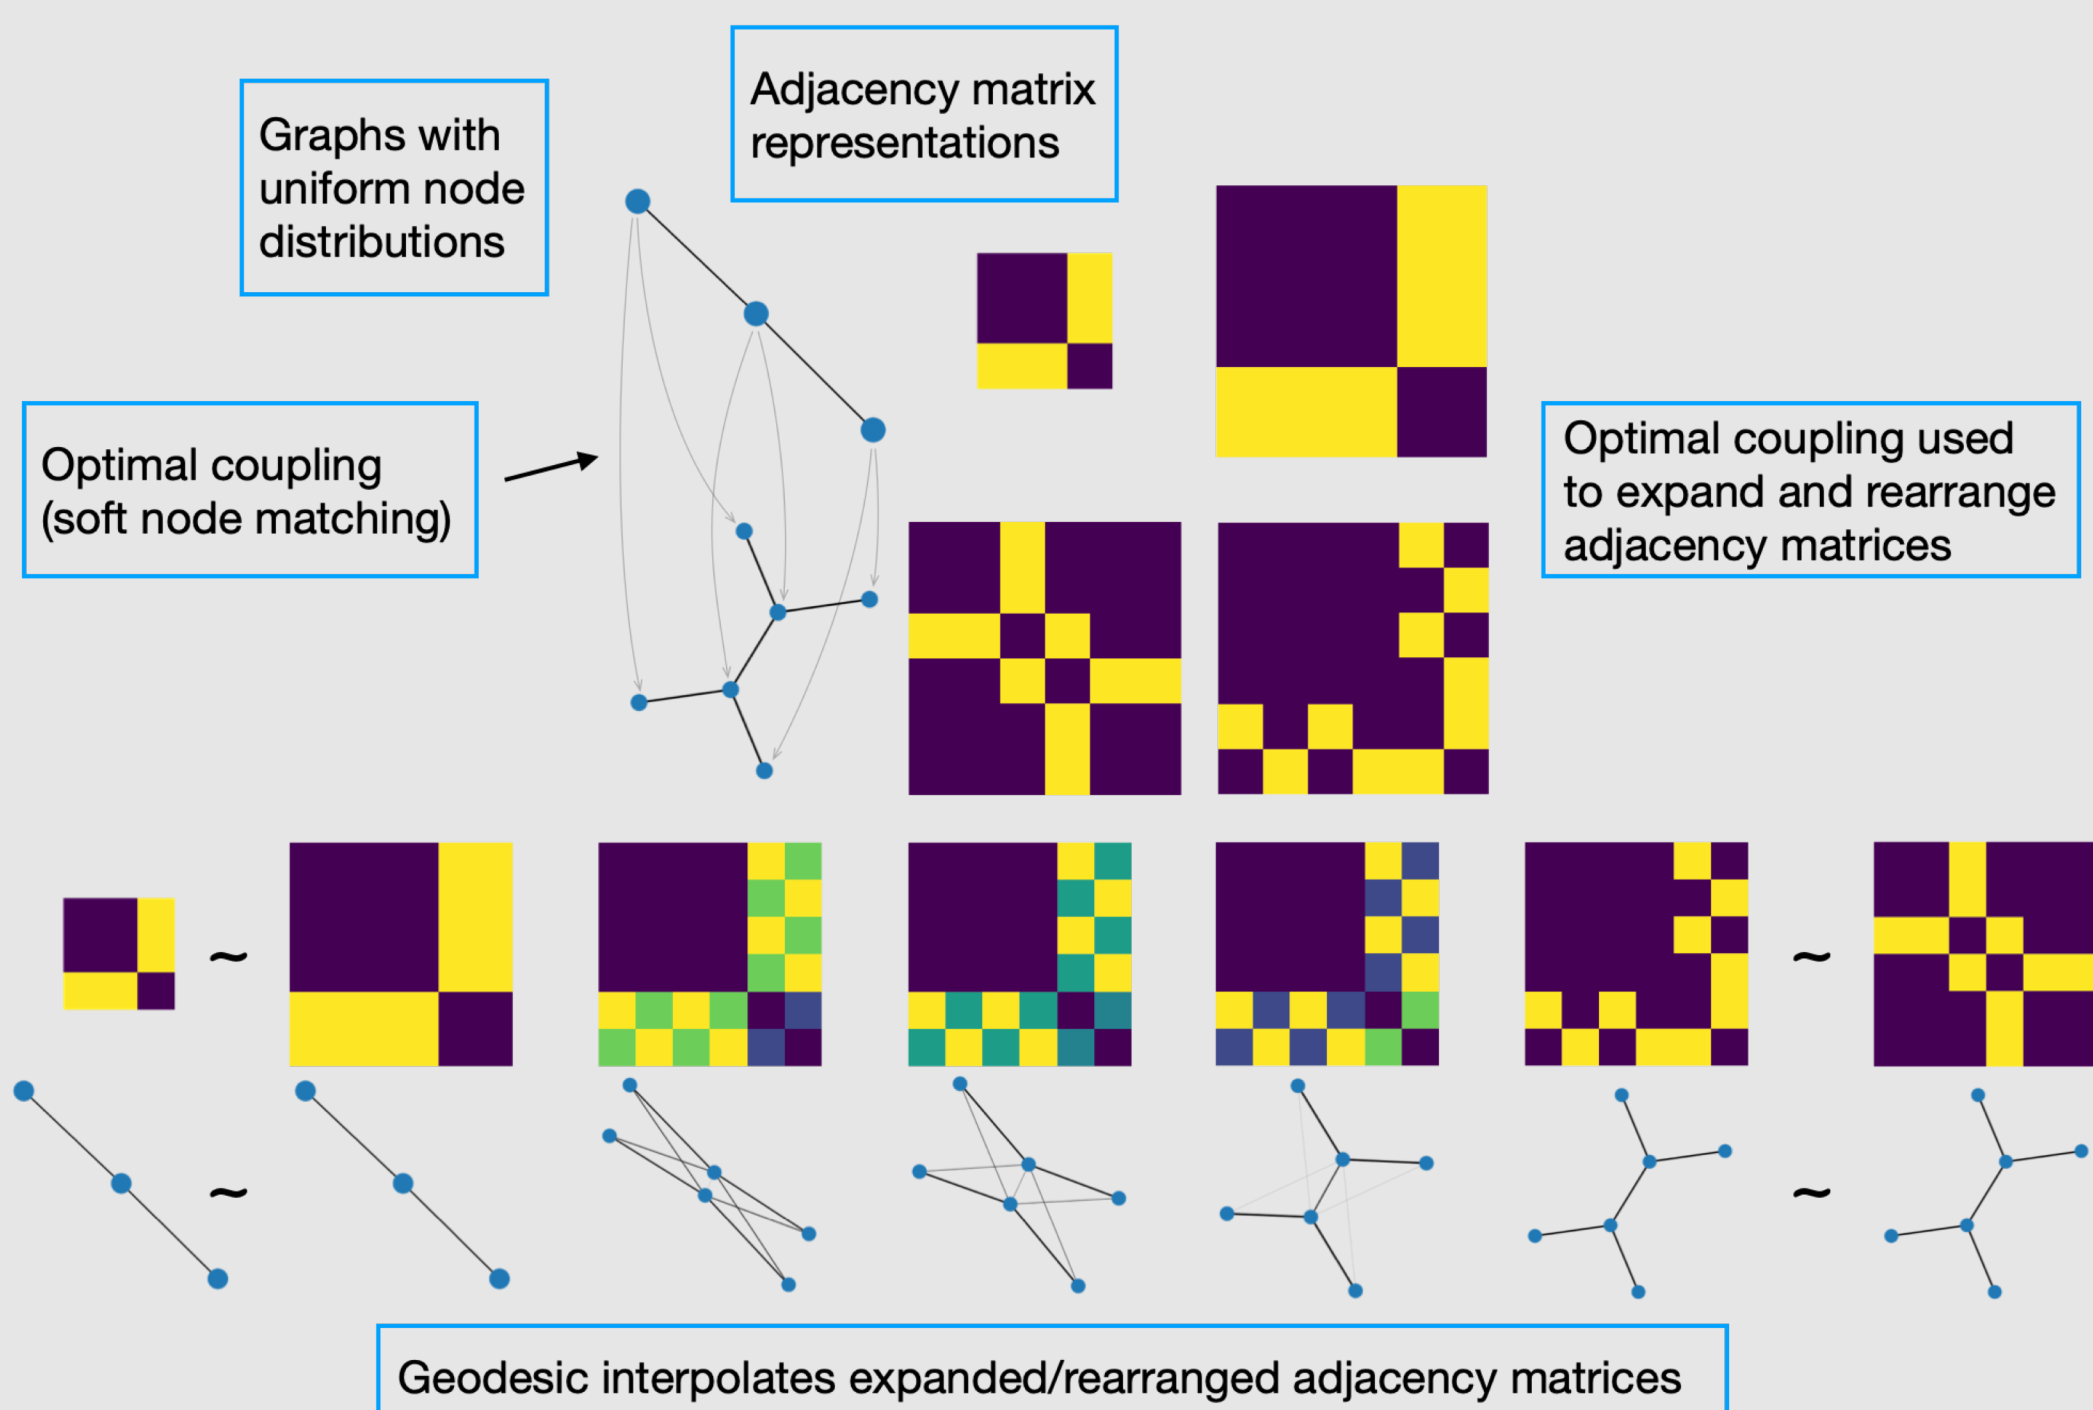 Adjacency matrix
representations
Graphs with
uniform node
distributions
Optimal coupling
(soft node matching)
Optimal coupling used
to expand and rearrange
adjacency matrices
~
~
~
~
Geodesic interpolates expanded/rearranged adjacency matrices